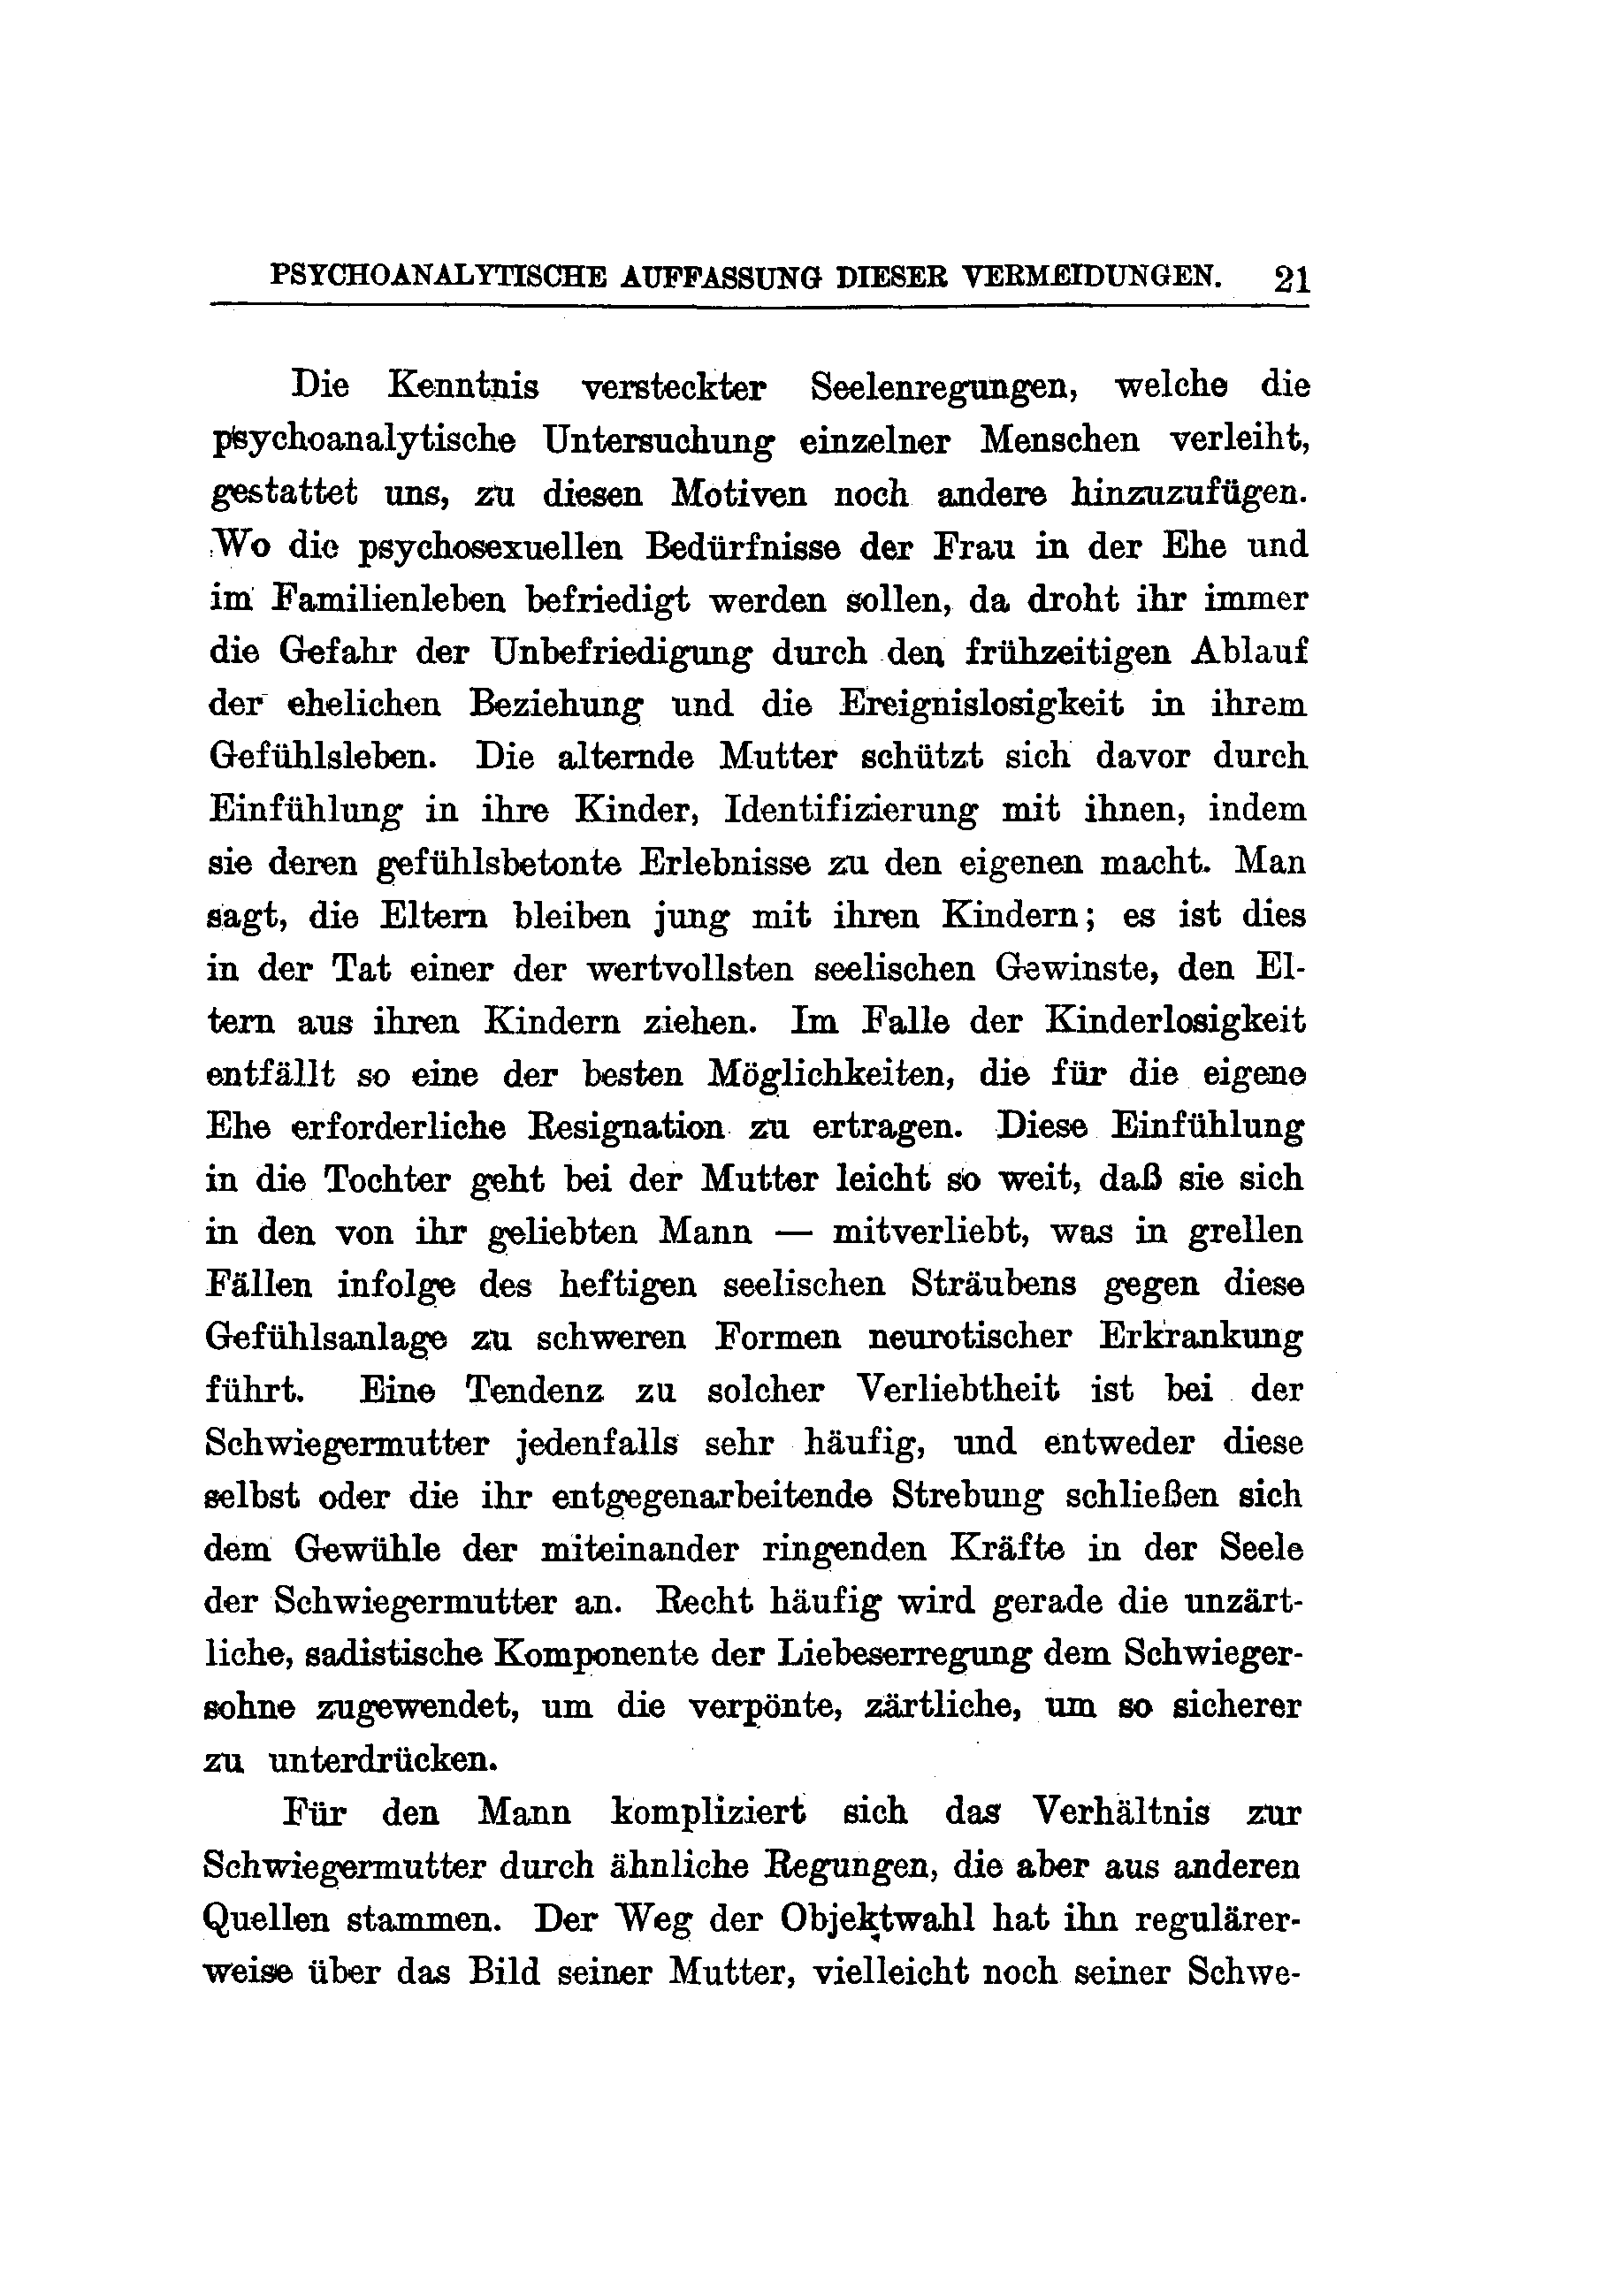 PSYCHOANALYTISCHE AUFFASSUNG DIESER VERMEIDUNGEN. 21
Die Kenntnis versteckter Seelenregungen, welche die
psychoanalytische Untersuchung einzelner Menschen verleiht,
gestattet uns, zu diesen Motiven noch andere hinzuzufügen.
Wo die psychosexuellen Bedürfnisse der Frau in der Ehe und
im Familienleben befriedigt werden sollen, da droht ihr immer
die Gefahr der Unbefriedigung durch den frühzeitigen Ablauf
der ehelichen Beziehung und die Ereignislosigkeit in ihrem
Gefühlsleben. Die alternde Mutter schützt sich davor durch
Einfühlung in ihre Kinder, Identifizierung mit ihnen, indem
sie deren gefühlsbetonte Erlebnisse zu den eigenen macht. Man
sagt, die Eltern bleiben jung mit ihren Kindern; es ist dies
in der Tat einer der wertvollsten seelischen Gewinste, den El-
tern aus ihren Kindern ziehen. Im Falle der Kinderlosigkeit
entfällt so eine der besten Möglichkeiten, die für die eigene
Ehe erforderliche Resignation zu ertragen. Diese Einfühlung
in die Tochter geht bei der Mutter leicht so weit, daß sie sich
in den von ihr geliebten Mann — mitverliebt, was in grellen
Fällen infolge des heftigen seelischen Sträubens gegen diese
Gefühlsanlage zu schweren Formen neurotischer Erkrankung
führt. Eine Tendenz zu solcher Verliebtheit ist bei der
Schwiegermutter jedenfalls sehr häufig, und entweder diese
selbst oder die ihr entgegenarbeitende Strebung schließen sich
dem Gewühle der miteinander ringenden Kräfte in der Seele
der Schwiegermutter an. Recht häufig wird gerade die unzärt-
liche, sadistische Komponente der Liebeserregung dem Schwieger-
sohne zugewendet, um die verpönte, zärtliche, um so sicherer
zu unterdrücken.
Für den Mann kompliziert sich das Verhältnis zur
Schwiegermutter durch ähnliche Regungen, die aber aus anderen
Quellen stammen. Der Weg der Objektwahl hat ihn regulärer-
weise über das Bild seiner Mutter, vielleicht noch seiner Schwe-